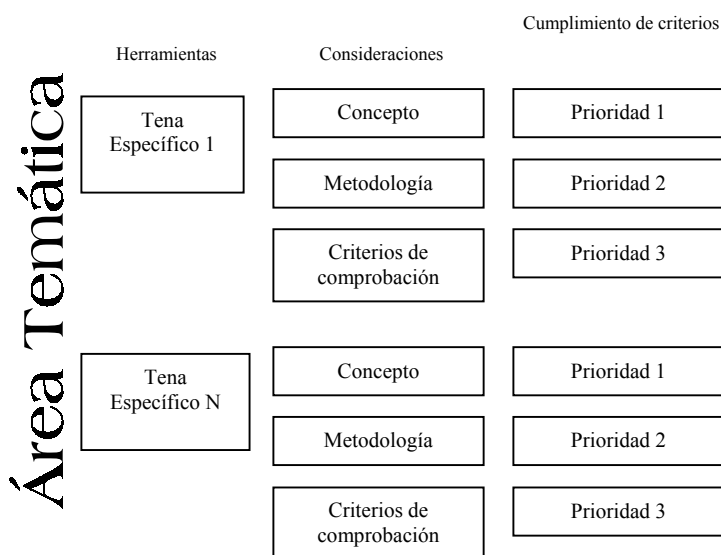 Cumplimiento de criterios
Herramientas
Consideraciones
Área Temática
Tena
Específico 1
Concepto
Prioridad 1
Metodología
Prioridad 2
Criterios de
comprobación
Prioridad 3
Tena
Específico N
Concepto
Prioridad 1
Metodología
Prioridad 2
Criterios de
comprobación
Prioridad 3